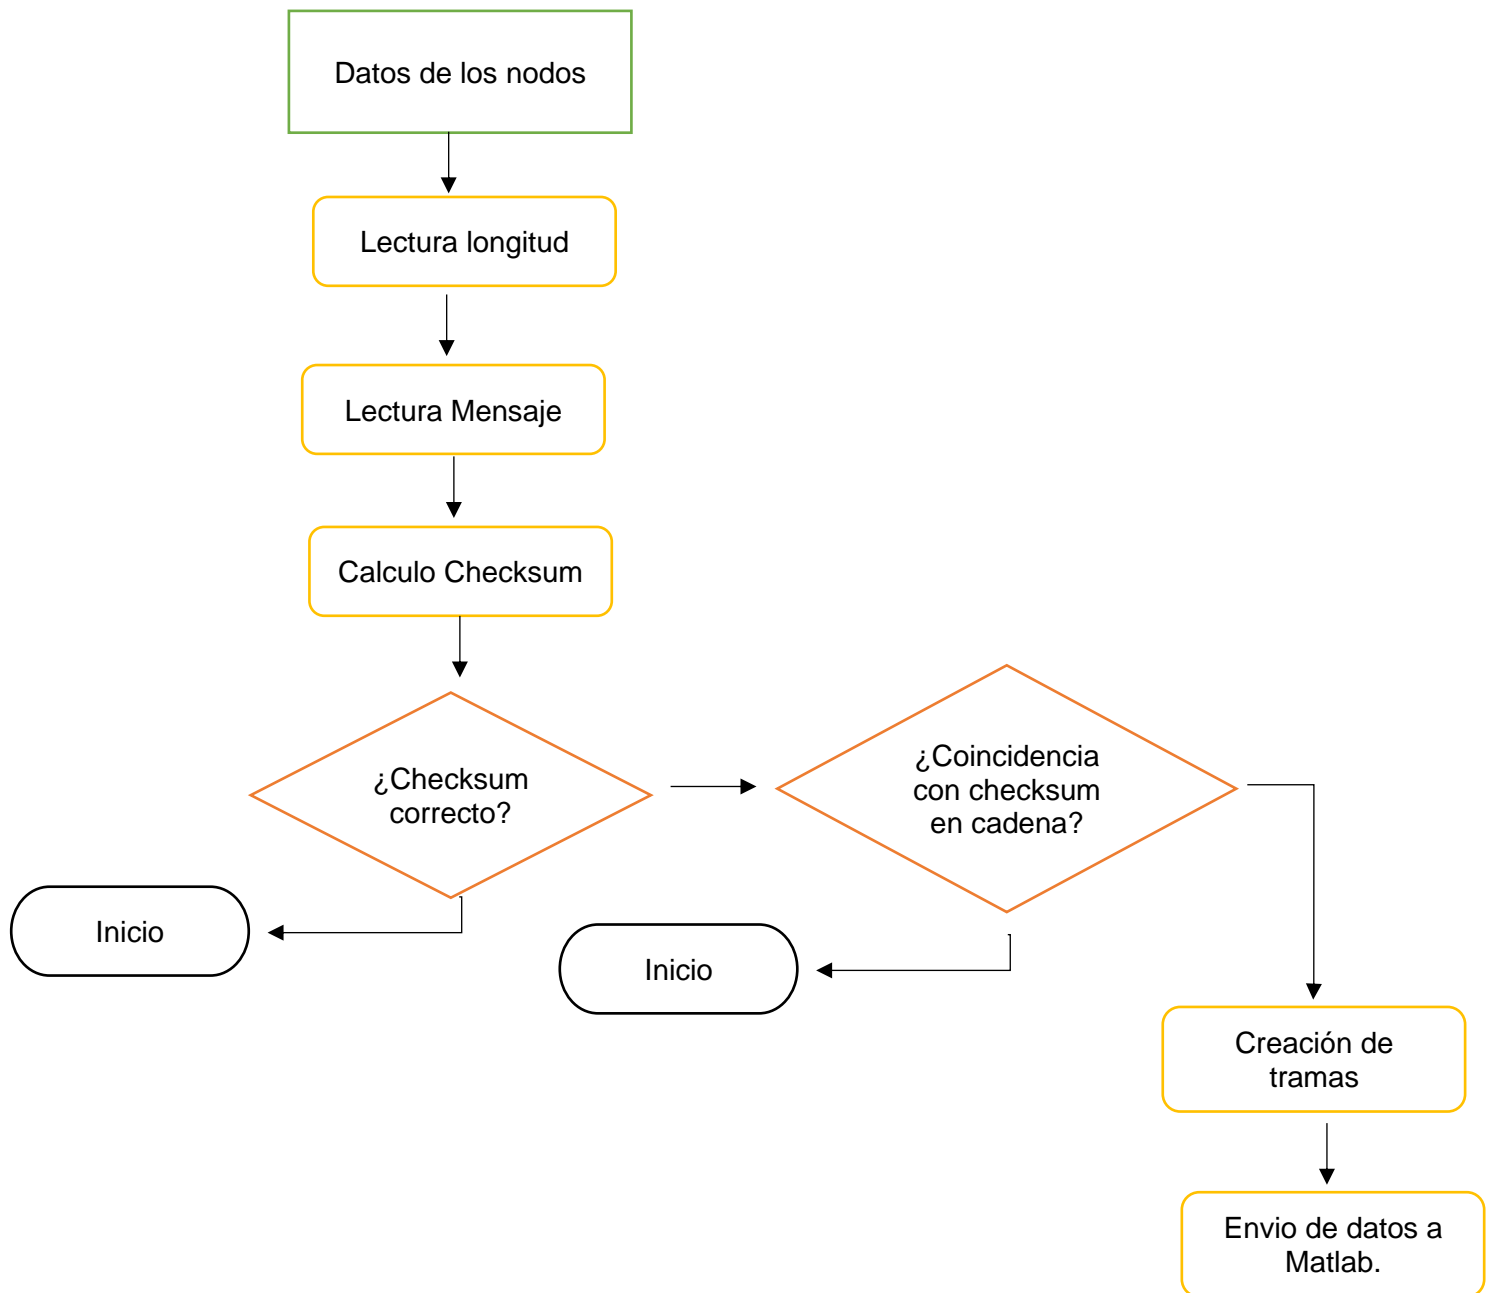 Datos de los nodos
Lectura longitud
Lectura Mensaje
Calculo Checksum
¿Checksum
correcto?
¿Coincidencia
con checksum
en cadena?
Inicio
Inicio
Creación de
tramas
Envio de datos a
Matlab.